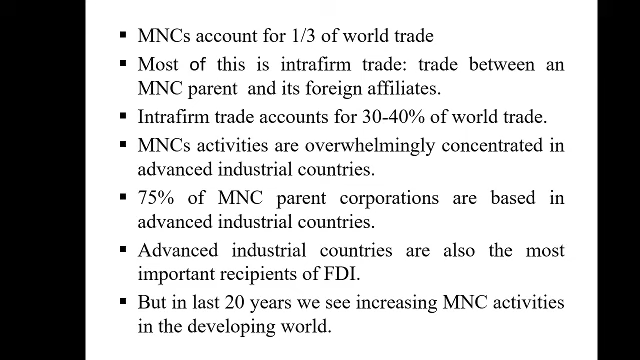 ▪ MNCs account for 1/3 of world trade
▪ Most of this is intrafirm trade: trade between an
MNC parent and its foreign affiliates.
▪ Intrafirm trade accounts for 30-40% of world trade.
▪ MNCs activities are overwhelmingly concentrated in
advanced industrial countries.
▪ 75% of MNC parent corporations are based in
advanced industrial countries.
▪ Advanced industrial countries are also the most
important recipients of FDI.
▪ But in last 20 years we see increasing MNC activities
in the developing world.